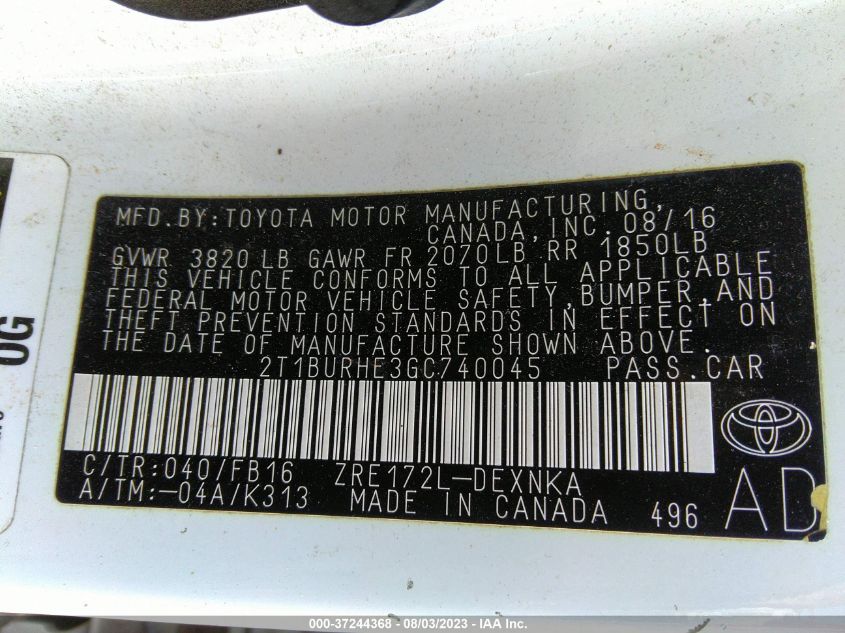 MFD.BY:TOYOTA MOTOR MANUFACTURING,
CANADA,INC.08/16
GVWR 3820LB GAWR FR 2070LB RR 1850LB
THIS VEHICLE CONFORMS TO ALL APPLICABLE
FEDERAL MOTOR VEHICLE SAFETY,BUMPER,AND
THEFT PREVENTION STANDARDS IN EFFECT ON
THE DATE OF MANUFACTURE SHOWN ABOVE.
2T1BURHE3GC740045 PASS.CAR
C/TR:040/FB16 ZRE172L-DEXNKA
A/TM:-04A/K313 MADE IN CANADA 496 AD
OG
000-37244368 - 08/03/2023 - IAA Inc.